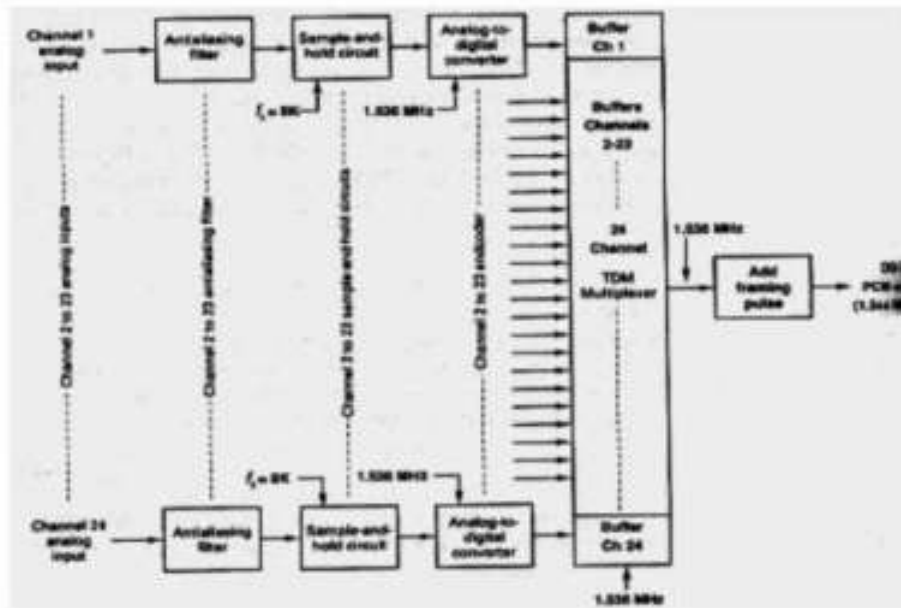 Channel 1
analog
input
Antialiasing
filter
Sample-and-
hold circuit
Analog-to-
digital
converter
Buffer
Ch 1
fs = 8K
1.536 MHz
Buffers
Channels
2-23
Channel 2 to 23 analog inputs
Channel 2 to 23 antialiasing filter
Channel 2 to 23 sample and hold circuits
Channel 2 to 23 endcoder
24
Channel
TDM
Multiplexer
1.536 MHz
Add
framing
pulse
PCM
fs = 8K
1.536 MHS
Channel 24
analog
input
Antialiasing
filter
Sample-and-
hold circuit
Analog-to-
digital
converter
Buffer
Ch 24
1.536 MHz